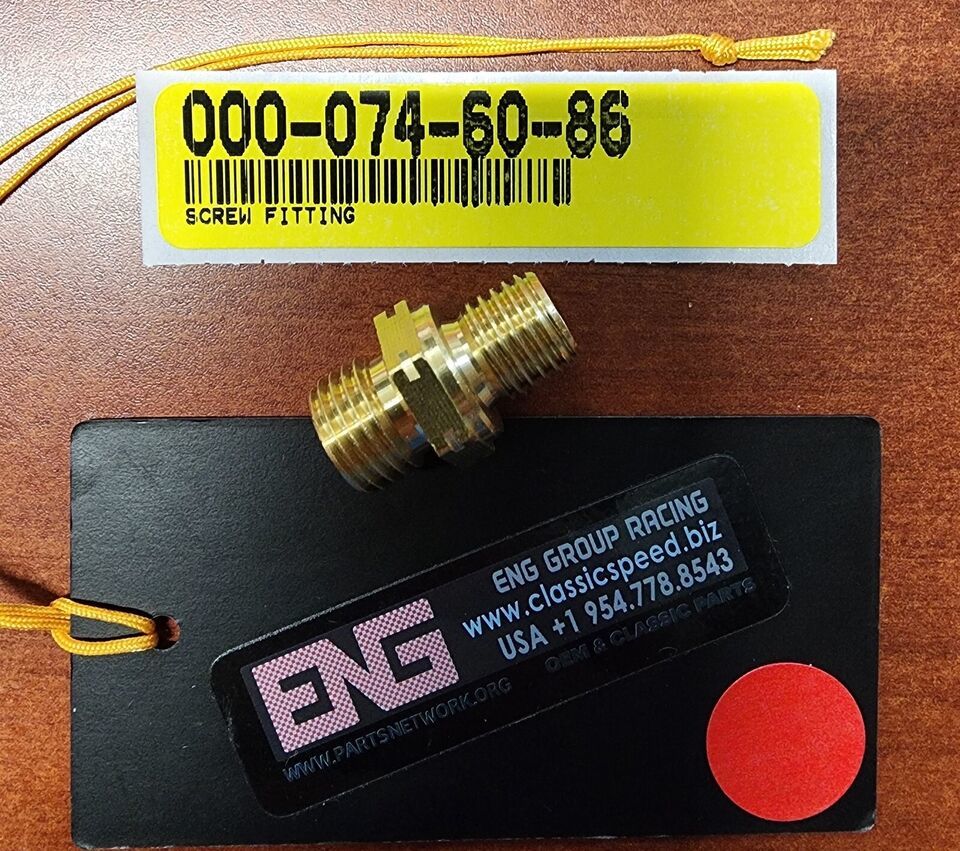 000-074-60-86
SCREW FITTING
ENG GROUP RACING
www.classicspeed.biz
USA +1 954.778.8543
OEM & CLASSIC PARTS
ENG
WWW.PARTSNETWORK.ORG